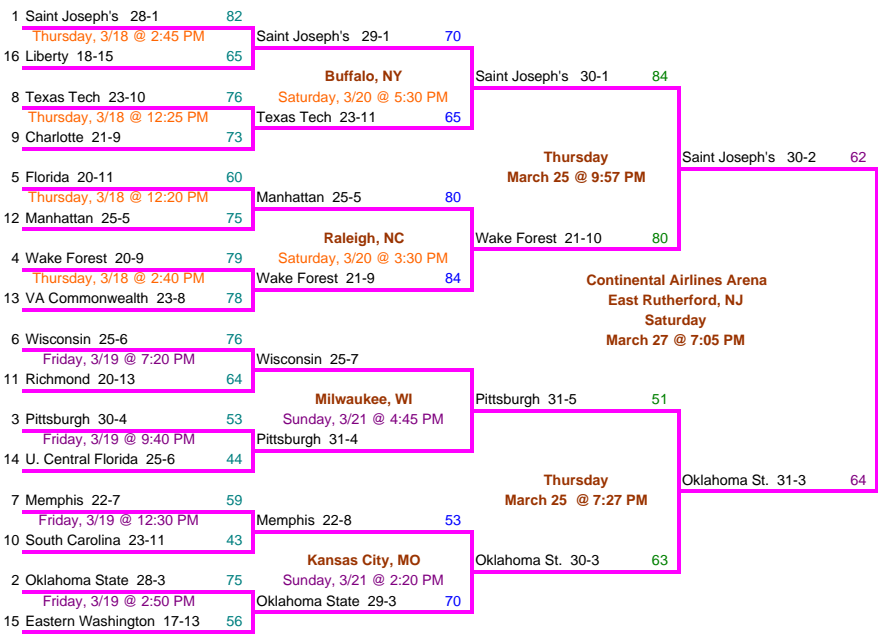 1 Saint Joseph's 28-1 82
Thursday, 3/18 @ 2:45 PM
16 Liberty 18-15 65
8 Texas Tech 23-10 76
Thursday, 3/18 @ 12:25 PM
9 Charlotte 21-9 73
5 Florida 20-11 60
Thursday, 3/18 @ 12:20 PM
12 Manhattan 25-5 75
4 Wake Forest 20-9 79
Thursday, 3/18 @ 2:40 PM
13 VA Commonwealth 23-8 78
6 Wisconsin 25-6 76
Friday, 3/19 @ 7:20 PM
11 Richmond 20-13 64
3 Pittsburgh 30-4 53
Friday, 3/19 @ 9:40 PM
14 U. Central Florida 25-6 44
7 Memphis 22-7 59
Friday, 3/19 @ 12:30 PM
10 South Carolina 23-11 43
2 Oklahoma State 28-3 75
Friday, 3/19 @ 2:50 PM
15 Eastern Washington 17-13 56
Saint Joseph's 29-1 70
Buffalo, NY
Saturday, 3/20 @ 5:30 PM
Texas Tech 23-11 65
Manhattan 25-5 80
Raleigh, NC
Saturday, 3/20 @ 3:30 PM
Wake Forest 21-9 84
Wisconsin 25-7
Milwaukee, WI
Sunday, 3/21 @ 4:45 PM
Pittsburgh 31-4
Memphis 22-8 53
Kansas City, MO
Sunday, 3/21 @ 2:20 PM
Oklahoma State 29-3 70
Saint Joseph's 30-1 84
Thursday
March 25 @ 9:57 PM
Wake Forest 21-10 80
Pittsburgh 31-5 51
Thursday
March 25 @ 7:27 PM
Oklahoma St. 30-3 63
Saint Joseph's 30-2 62
Continental Airlines Arena
East Rutherford, NJ
Saturday
March 27 @ 7:05 PM
Oklahoma St. 31-3 64